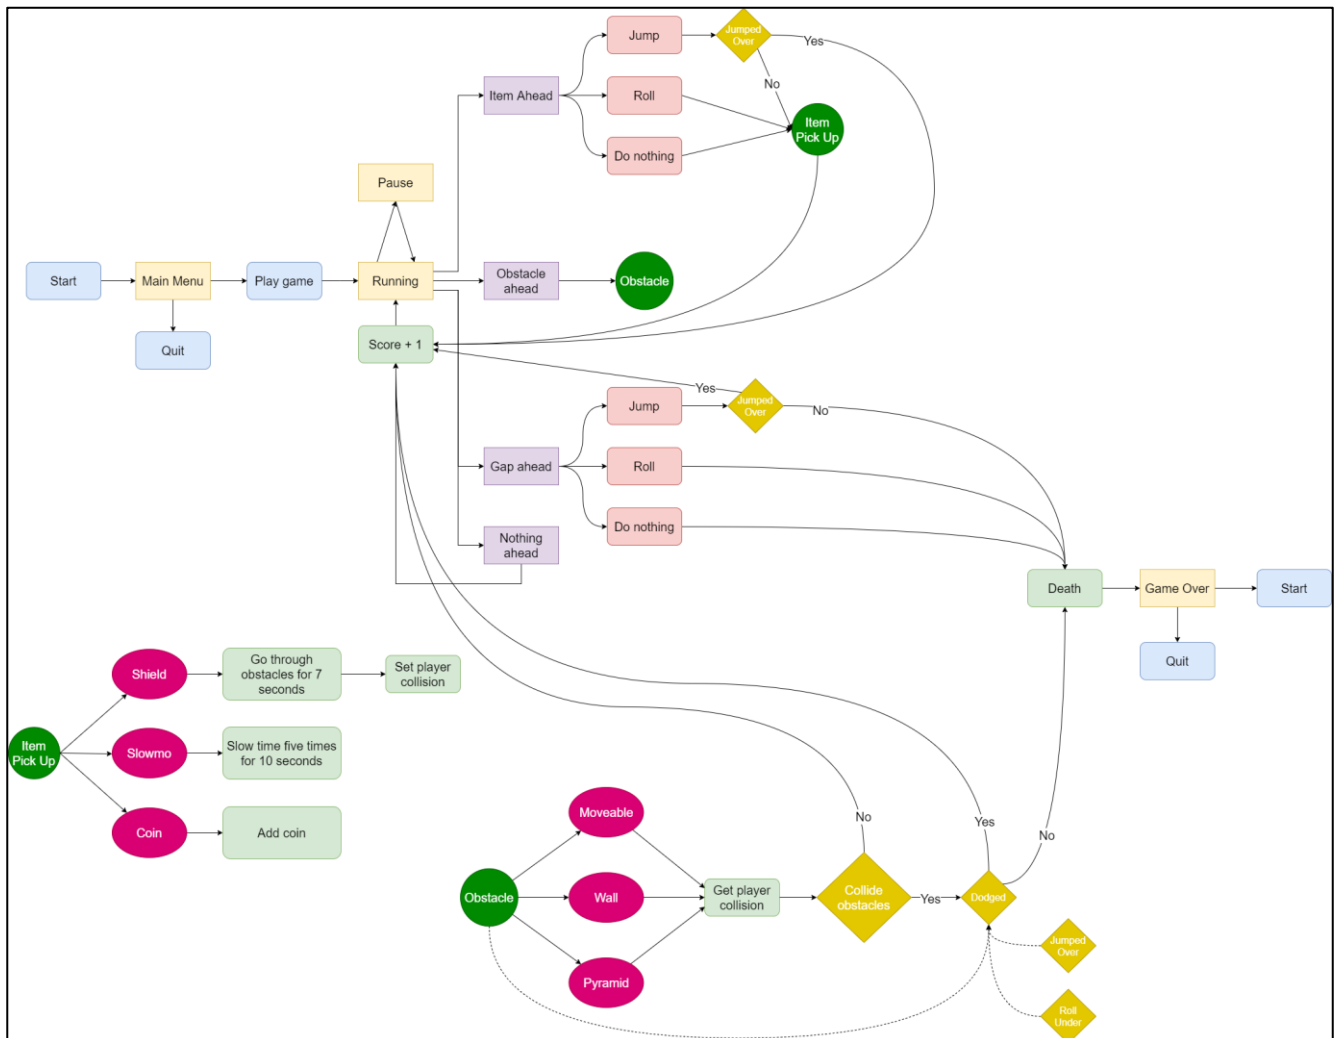 Jump
Jumped
Over
Yes
No
Item Ahead
Roll
Item
Pick Up
Do nothing
Pause
Start
Main Menu
Play game
Running
Obstacle
ahead
Obstacle
Quit
Score + 1
Yes
Jump
Jumped
Over
No
Gap ahead
Roll
Do nothing
Nothing
ahead
Death
Game Over
Start
Quit
Shield
Go through
obstacles for 7
seconds
Set player
collision
Item
Pick Up
Slowmo
Slow time five times
for 10 seconds
Coin
Add coin
Moveable
No
Yes
No
Obstacle
Wall
Get player
collision
Collide
obstacles
Yes
Dodged
Pyramid
Jumped
Over
Roll
Under